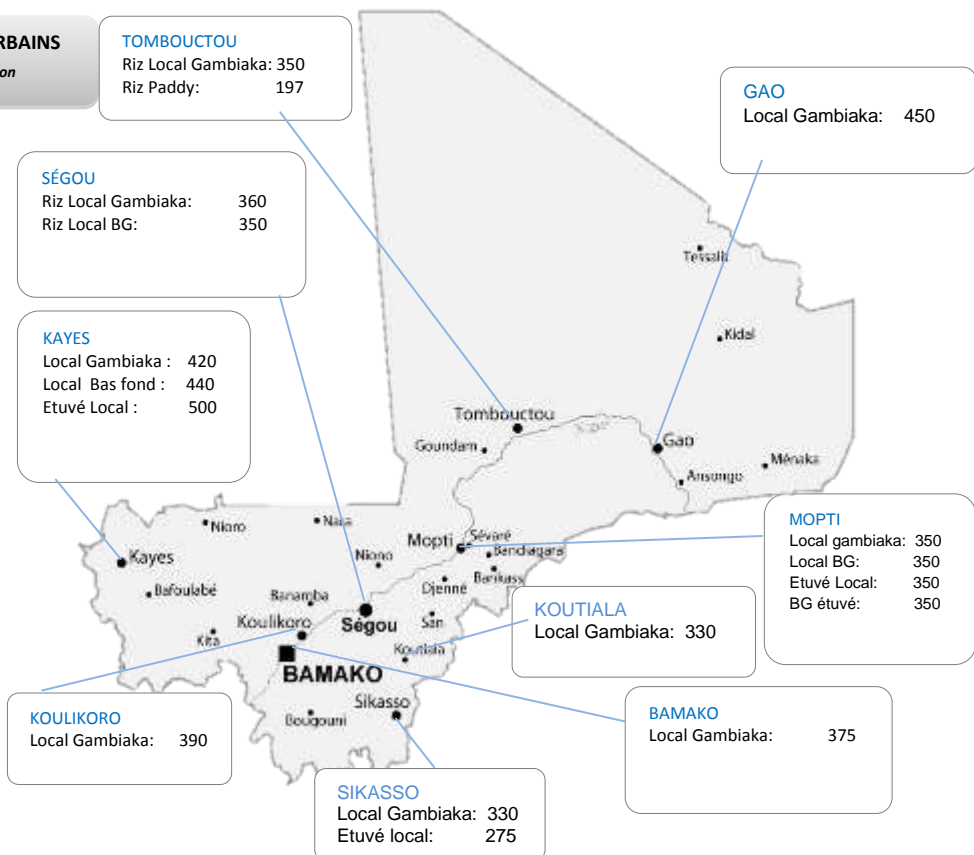 RBAINS
on
TOMBOUCTOU
Riz Local Gambiaka: 350
Riz Paddy: 197
GAO
Local Gambiaka: 450
SÉGOU
Riz Local Gambiaka: 360
Riz Local BG: 350
KAYES
Local Gambiaka : 420
Local Bas fond : 440
Etuvé Local : 500
Tessalit
Kidal
Tombouctou
Niger
Goundam
Gao
Ansongo
Ménaka
MOPTI
Local gambiaka: 350
Local BG: 350
Etuvé Local: 350
BG étuvé: 350
Nioro
Nara
Mopti
Sévaré
Bandiagara
Kayes
Niono
Bankass
Bafoulabé
Djenné
Banamba
Ségou
San
Koulikoro
Kita
Koutiala
BAMAKO
KOUTIALA
Local Gambiaka: 330
Sikasso
Bougouni
KOULIKORO
Local Gambiaka: 390
BAMAKO
Local Gambiaka: 375
SIKASSO
Local Gambiaka: 330
Etuvé local: 275